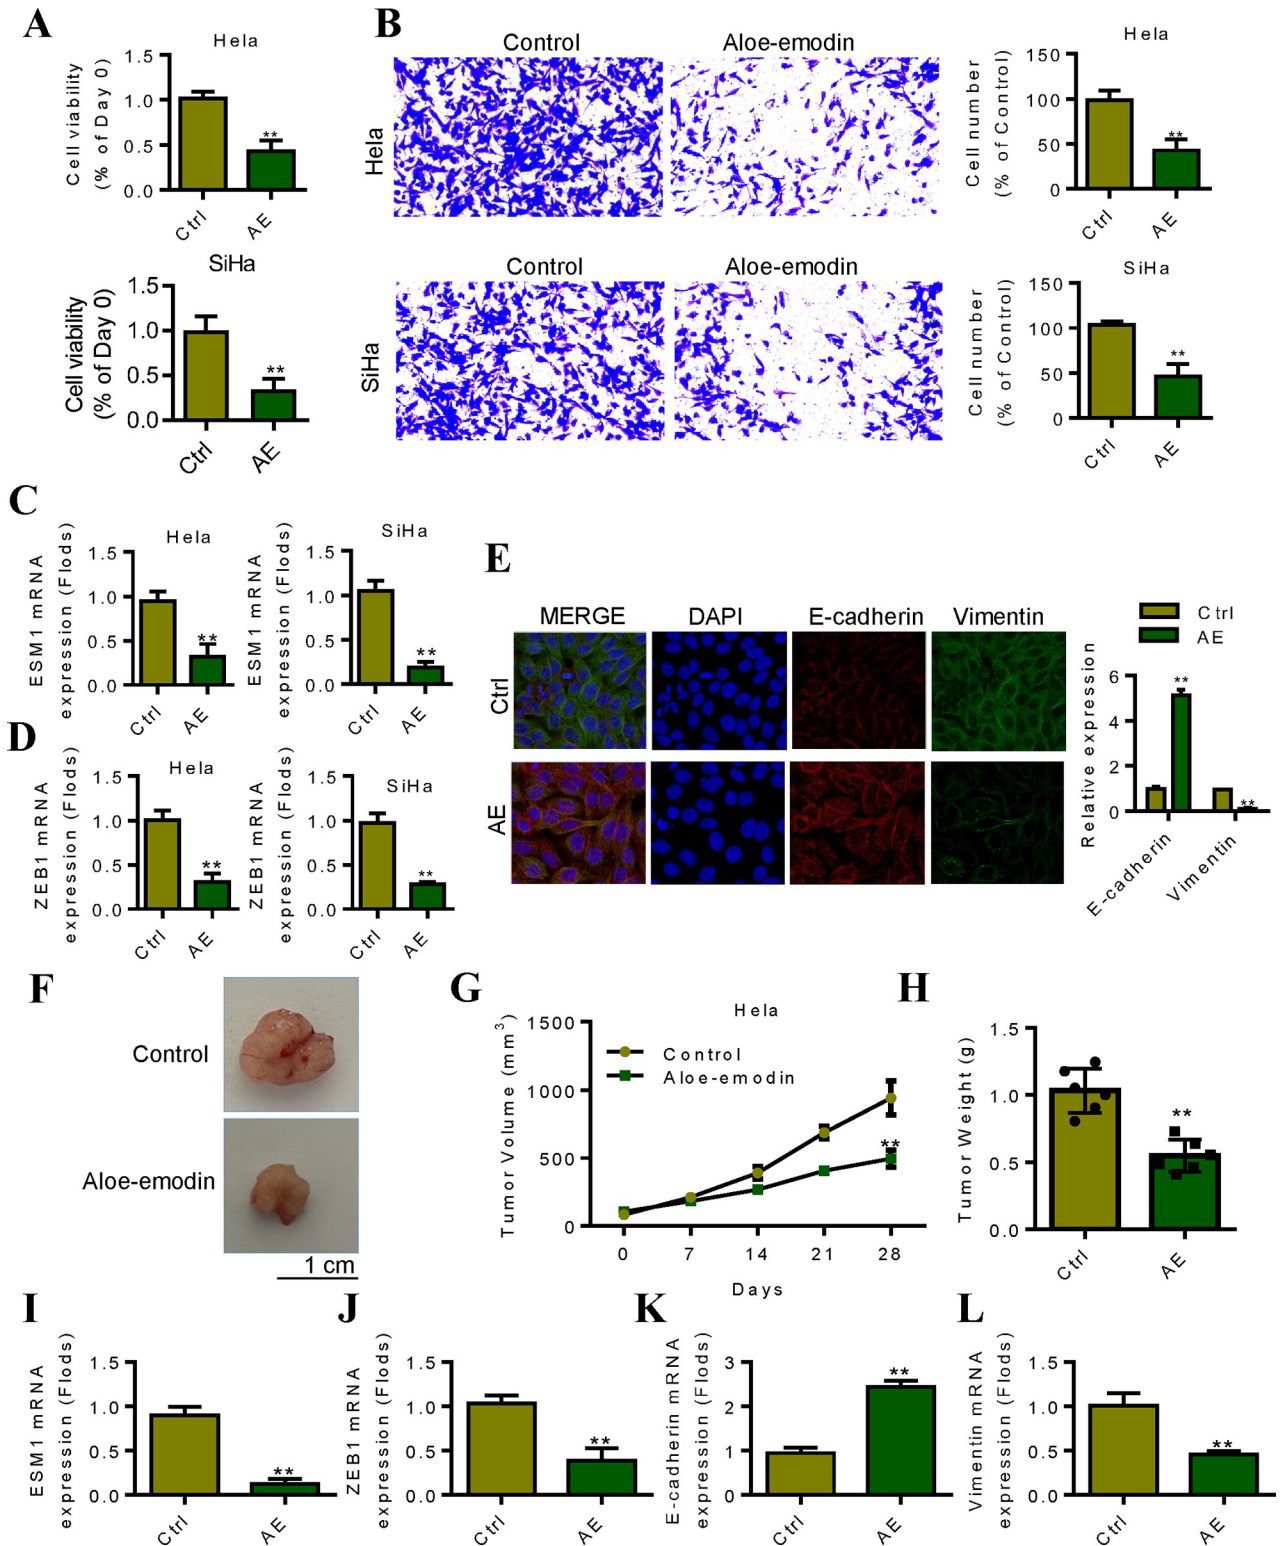 A
Hela
Cell viability
(% of Day 0)
1.5
1.0
0.5
0.0
**
Ctrl
AE
SiHa
Cell viability
(% of Day 0)
1.5
1.0
0.5
0.0
**
Ctrl
AE
B
Control
Aloe-emodin
Hela
Hela
Cell number
(% of Control)
150
100
50
0
**
Ctrl
AE
Control
Aloe-emodin
SiHa
SiHa
Cell number
(% of Control)
150
100
50
0
**
Ctrl
AE
C
Hela
ESM1 mRNA
expression (Flods)
1.5
1.0
0.5
0.0
**
Ctrl
AE
SiHa
ESM1 mRNA
expression (Flods)
1.5
1.0
0.5
0.0
**
Ctrl
AE
D
Hela
ZEB1 mRNA
expression (Flods)
1.5
1.0
0.5
0.0
**
Ctrl
AE
SiHa
ZEB1 mRNA
expression (Flods)
1.5
1.0
0.5
0.0
**
Ctrl
AE
E
MERGE
DAPI
E-cadherin
Vimentin
Ctrl
AE
Ctrl
AE
Relative expression
6
4
2
0
**
**
E-cadherin
Vimentin
F
Control
Aloe-emodin
1 cm
G
Hela
Tumor Volume (mm3)
1500
1000
500
0
Control
Aloe-emodin
**
0
7
14
21
28
Days
H
Tumor Weight (g)
1.5
1.0
0.5
0.0
**
Ctrl
AE
I
ESM1 mRNA
expression (Flods)
1.5
1.0
0.5
0.0
**
Ctrl
AE
J
ZEB1 mRNA
expression (Flods)
1.5
1.0
0.5
0.0
**
Ctrl
AE
K
E-cadherin mRNA
expression (Flods)
3
2
1
0
**
Ctrl
AE
L
Vimentin mRNA
expression (Flods)
1.5
1.0
0.5
0.0
**
Ctrl
AE